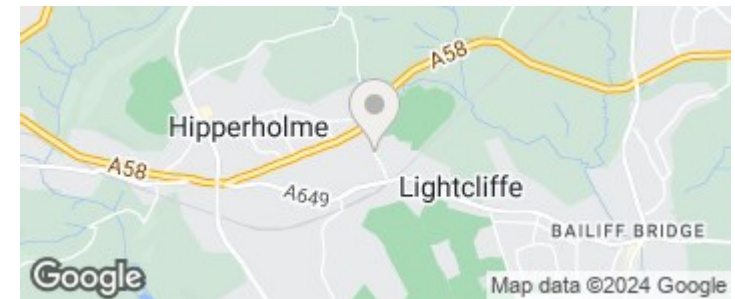 A58
Hipperholme
A58
A649
Lightcliffe
BAILIFF BRIDGE
Google
Map data ©2024 Google